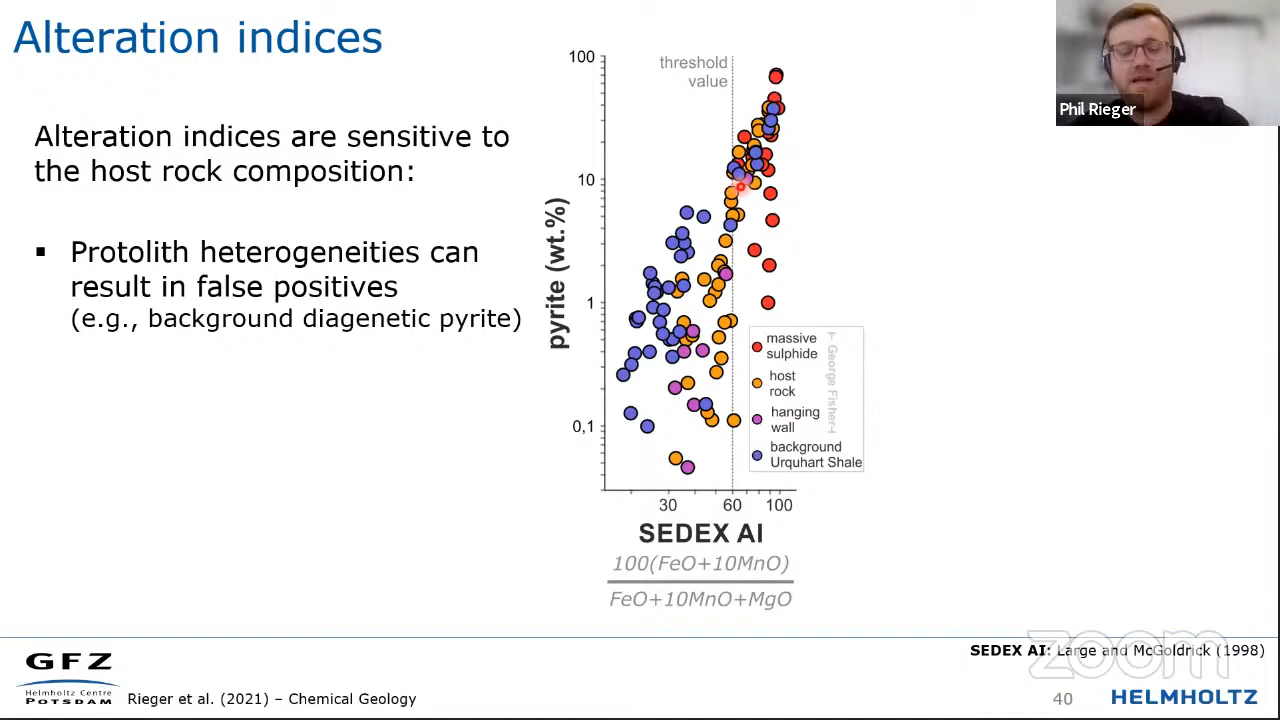 Alteration indices
Phil Rieger
Alteration indices are sensitive to
the host rock composition:
▪ Protolith heterogeneities can
result in false positives
(e.g., background diagenetic pyrite)
threshold
value
pyrite (wt.%)
100
10
1
0,1
massive
sulphide
host
rock
hanging
wall
background
Urquhart Shale
George Fisher
30 60 100
SEDEX AI
100(FeO+10MnO)
FeO+10MnO+MgO
zoom
SEDEX AI: Large and McGoldrick (1998)
GFZ
Helmholtz Centre
POTSDAM
Rieger et al. (2021) – Chemical Geology
40
HELMHOLTZ